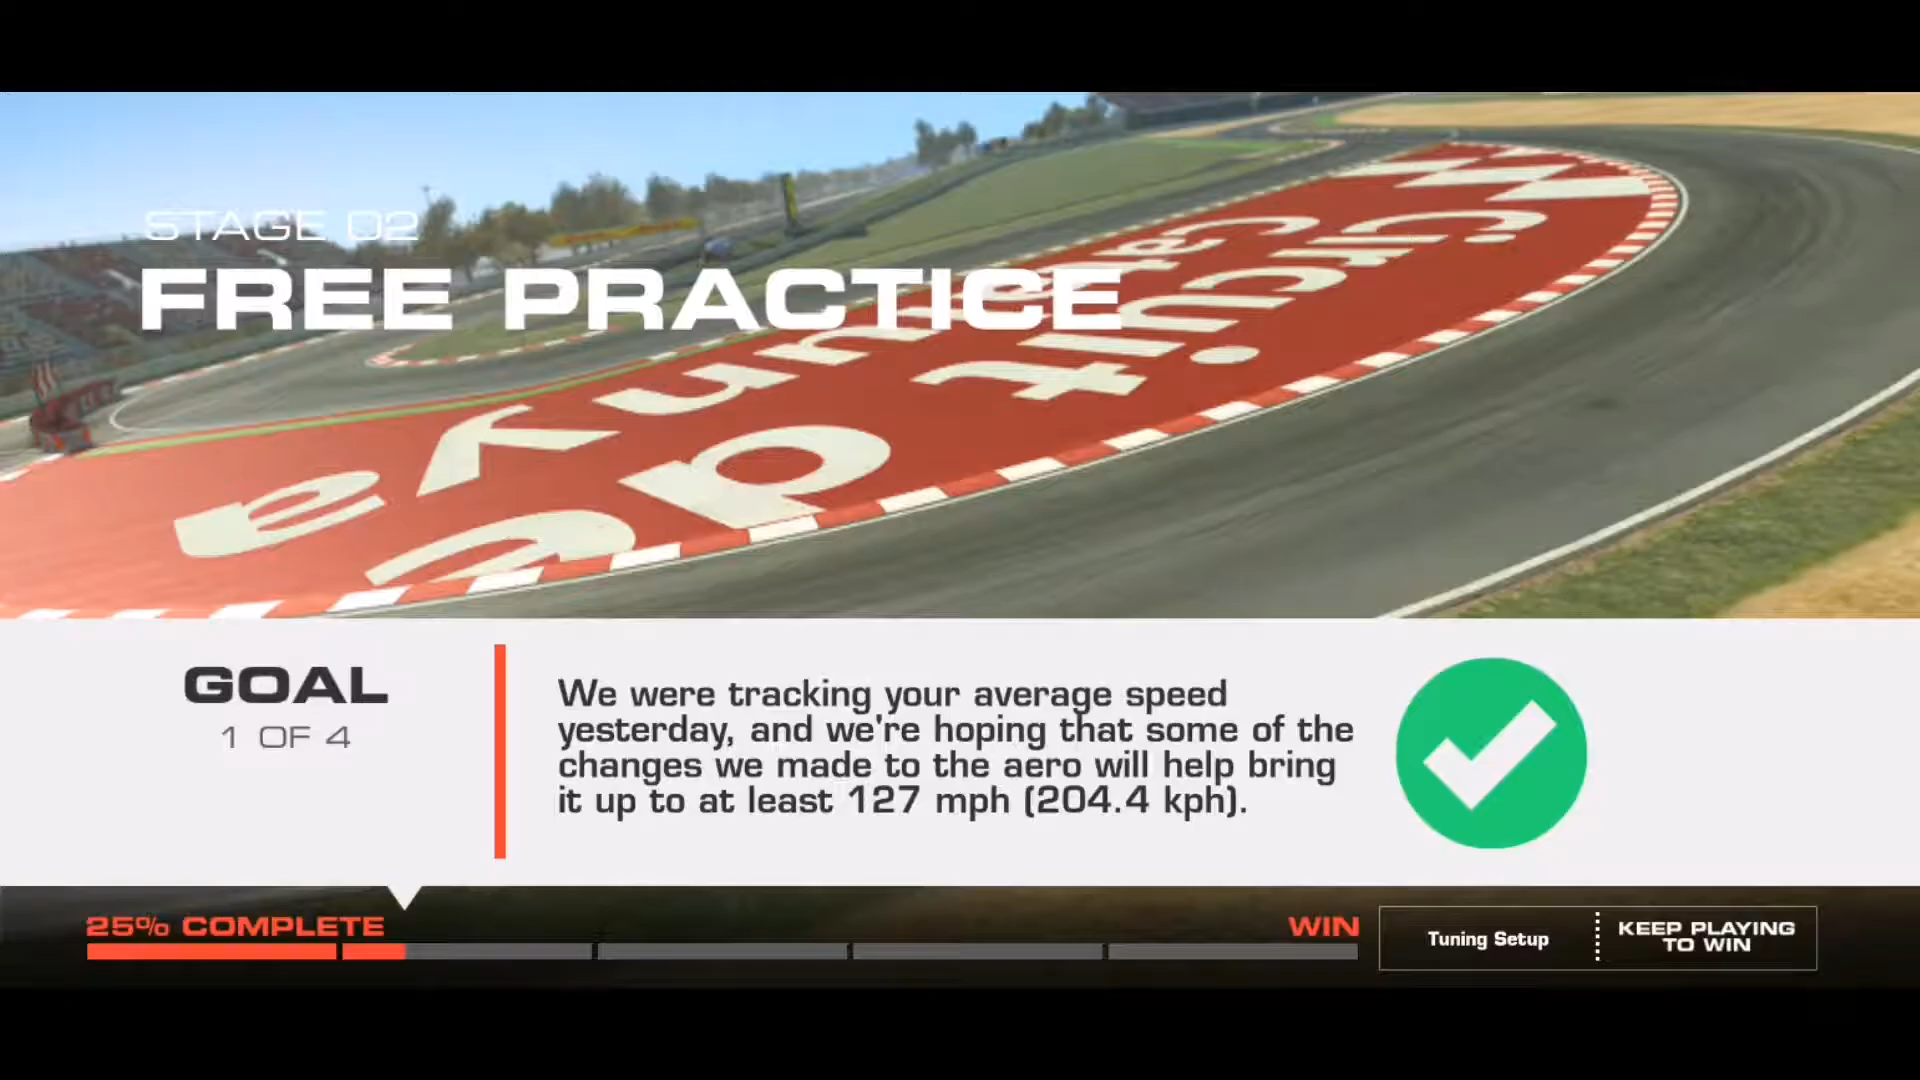 STAGE 02
FREE PRACTICE
Circuit de
Catalunya
GOAL
1 OF 4
We were tracking your average speed
yesterday, and we're hoping that some of the
changes we made to the aero will help bring
it up to at least 127 mph (204.4 kph).
25% COMPLETE
WIN
Tuning Setup
KEEP PLAYING
TO WIN